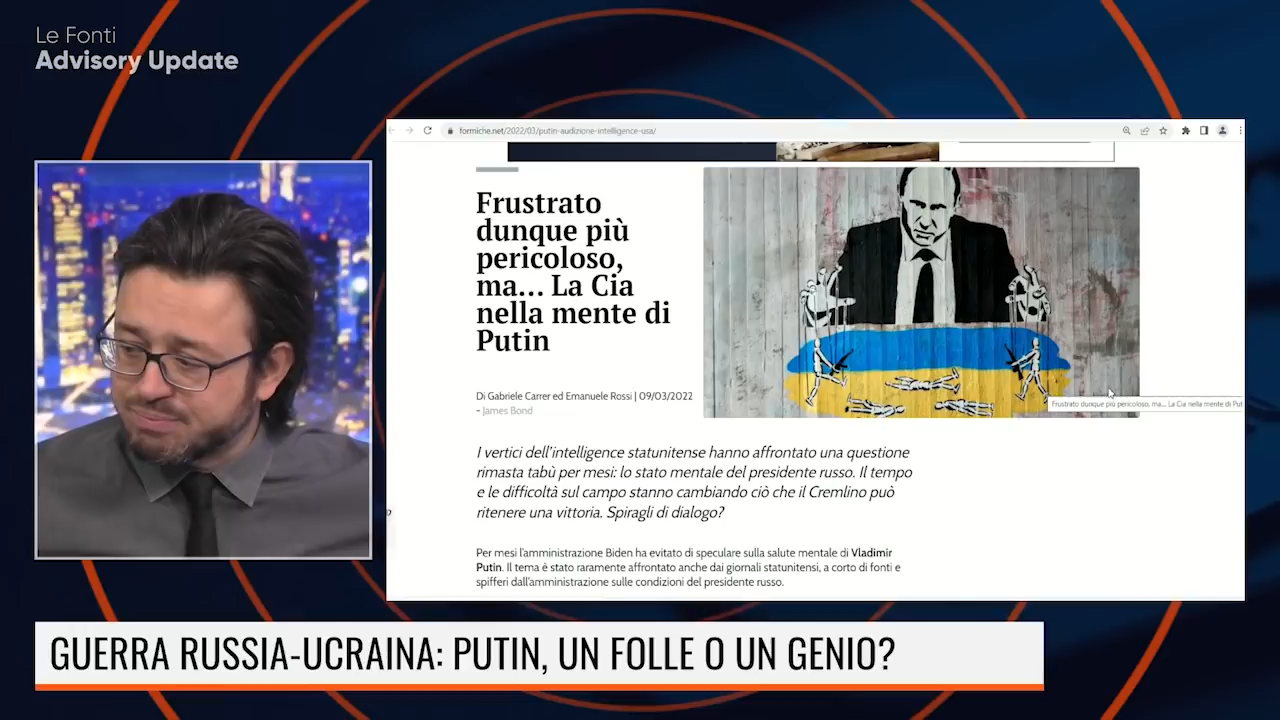 Le Fonti
Advisory Update
formiche.net/2022/03/putin-audizione-intelligence-usa/
Frustrato
dunque più
pericoloso,
ma... La Cia
nella mente di
Putin
Di Gabriele Carrer ed Emanuele Rossi | 09/03/2022
- James Bond
Frustrato dunque più pericoloso, ma... La Cia nella mente di Put
I vertici dell'intelligence statunitense hanno affrontato una questione
rimasta tabù per mesi: lo stato mentale del presidente russo. Il tempo
e le difficoltà sul campo stanno cambiando ciò che il Cremlino può
ritenere una vittoria. Spiragli di dialogo?
Per mesi l'amministrazione Biden ha evitato di speculare sulla salute mentale di Vladimir
Putin. Il tema è stato raramente affrontato anche dai giornali statunitensi, a corto di fonti e
spifferi dall'amministrazione sulle condizioni del presidente russo.
GUERRA RUSSIA-UCRAINA: PUTIN, UN FOLLE O UN GENIO?